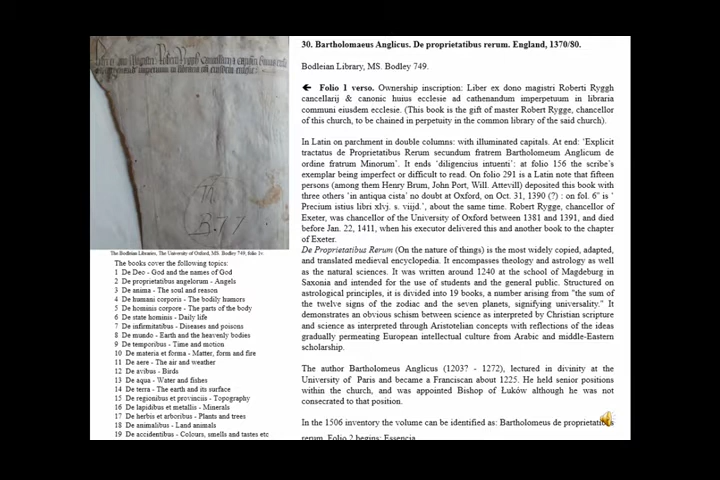 30. Bartholomaeus Anglicus. De proprietatibus rerum. England, 1370/80.
Bodleian Library, MS. Bodley 749.
← Folio 1 verso. Ownership inscription: Liber ex dono magistri Roberti Ryggh
cancellarij & canonic huius ecclesie ad cathenandum imperpetuum in libraria
communi eiusdem ecclesie. (This book is the gift of master Robert Rygge, chancellor
of this church, to be chained in perpetuity in the common library of the said church).
In Latin on parchment in double columns: with illuminated capitals. At end: 'Explicit
tractatus de Proprietatibus Rerum secundum fratrem Bartholomeum Anglicum de
ordine fratrum Minorum'. It ends 'diligencius intuenti': at folio 156 the scribe's
exemplar being imperfect or difficult to read. On folio 291 is a Latin note that fifteen
persons (among them Henry Brum, John Port, Will. Attevill) deposited this book with
three others 'in antiqua cista' no doubt at Oxford, on Oct. 31, 1390 (?) : on fol. 6" is '
Precium istius libri xlvj. s. viijd.', about the same time. Robert Rygge, chancellor of
Exeter, was chancellor of the University of Oxford between 1381 and 1391, and died
before Jan. 22, 1411, when his executor delivered this and another book to the chapter
of Exeter.
De Proprietatibus Rerum (On the nature of things) is the most widely copied, adapted,
and translated medieval encyclopedia. It encompasses theology and astrology as well
as the natural sciences. It was written around 1240 at the school of Magdeburg in
Saxonia and intended for the use of students and the general public. Structured on
astrological principles, it is divided into 19 books, a number arising from "the sum of
the twelve signs of the zodiac and the seven planets, signifying universality." It
demonstrates an obvious schism between science as interpreted by Christian scripture
and science as interpreted through Aristotelian concepts with reflections of the ideas
gradually permeating European intellectual culture from Arabic and middle-Eastern
scholarship.
The author Bartholomeus Anglicus (1203? - 1272), lectured in divinity at the
University of Paris and became a Franciscan about 1225. He held senior positions
within the church, and was appointed Bishop of Łuków although he was not
consecrated to that position.
In the 1506 inventory the volume can be identified as: Bartholomeus de proprietatibus
rerum. Folio 2 begins: Essencia
The Bodleian Libraries, The University of Oxford, MS. Bodley 749, folio 1v.
The books cover the following topics:
1 De Deo - God and the names of God
2 De proprietatibus angelorum - Angels
3 De anima - The soul and reason
4 De humani corporis - The bodily humors
5 De hominis corpore - The parts of the body
6 De state hominis - Daily life
7 De infirmitatibus - Diseases and poisons
8 De mundo - Earth and the heavenly bodies
9 De temporibus - Time and motion
10 De materia et forma - Matter, form and fire
11 De aere - The air and weather
12 De avibus - Birds
13 De aqua - Water and fishes
14 De terra - The earth and its surface
15 De regionibus et provinciis - Topography
16 De lapidibus et metallis - Minerals
17 De herbis et arboribus - Plants and trees
18 De animalibus - Land animals
19 De accidentibus - Colours, smells and tastes etc